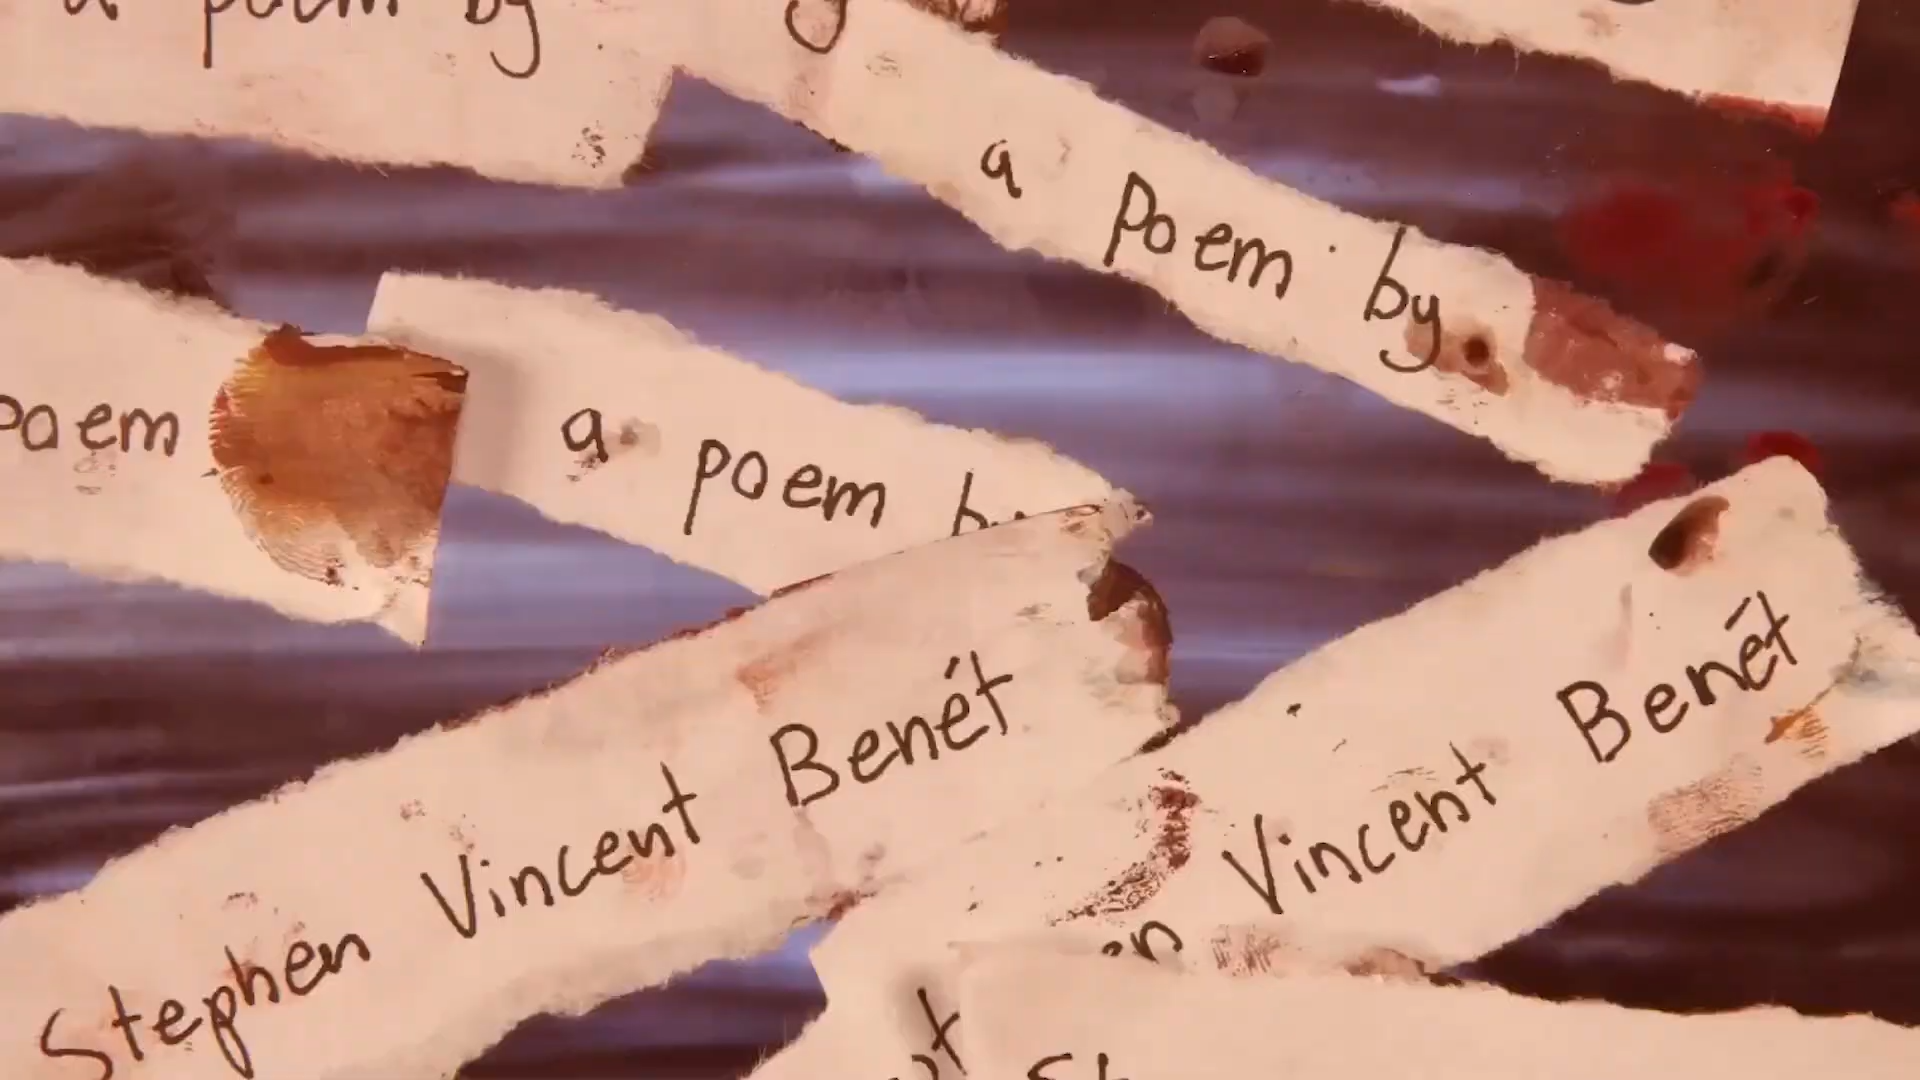 a poem by
a poem by
poem
a poem
Stephen Vincent Benét
Vincent Benét